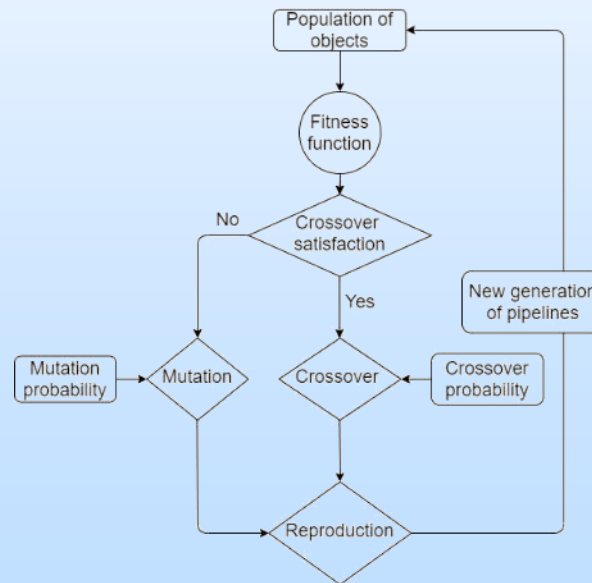 Population of
objects
Fitness
function
No
Crossover
satisfaction
Yes
New generation
of pipelines
Mutation
probability
Mutation
Crossover
Crossover
probability
Reproduction